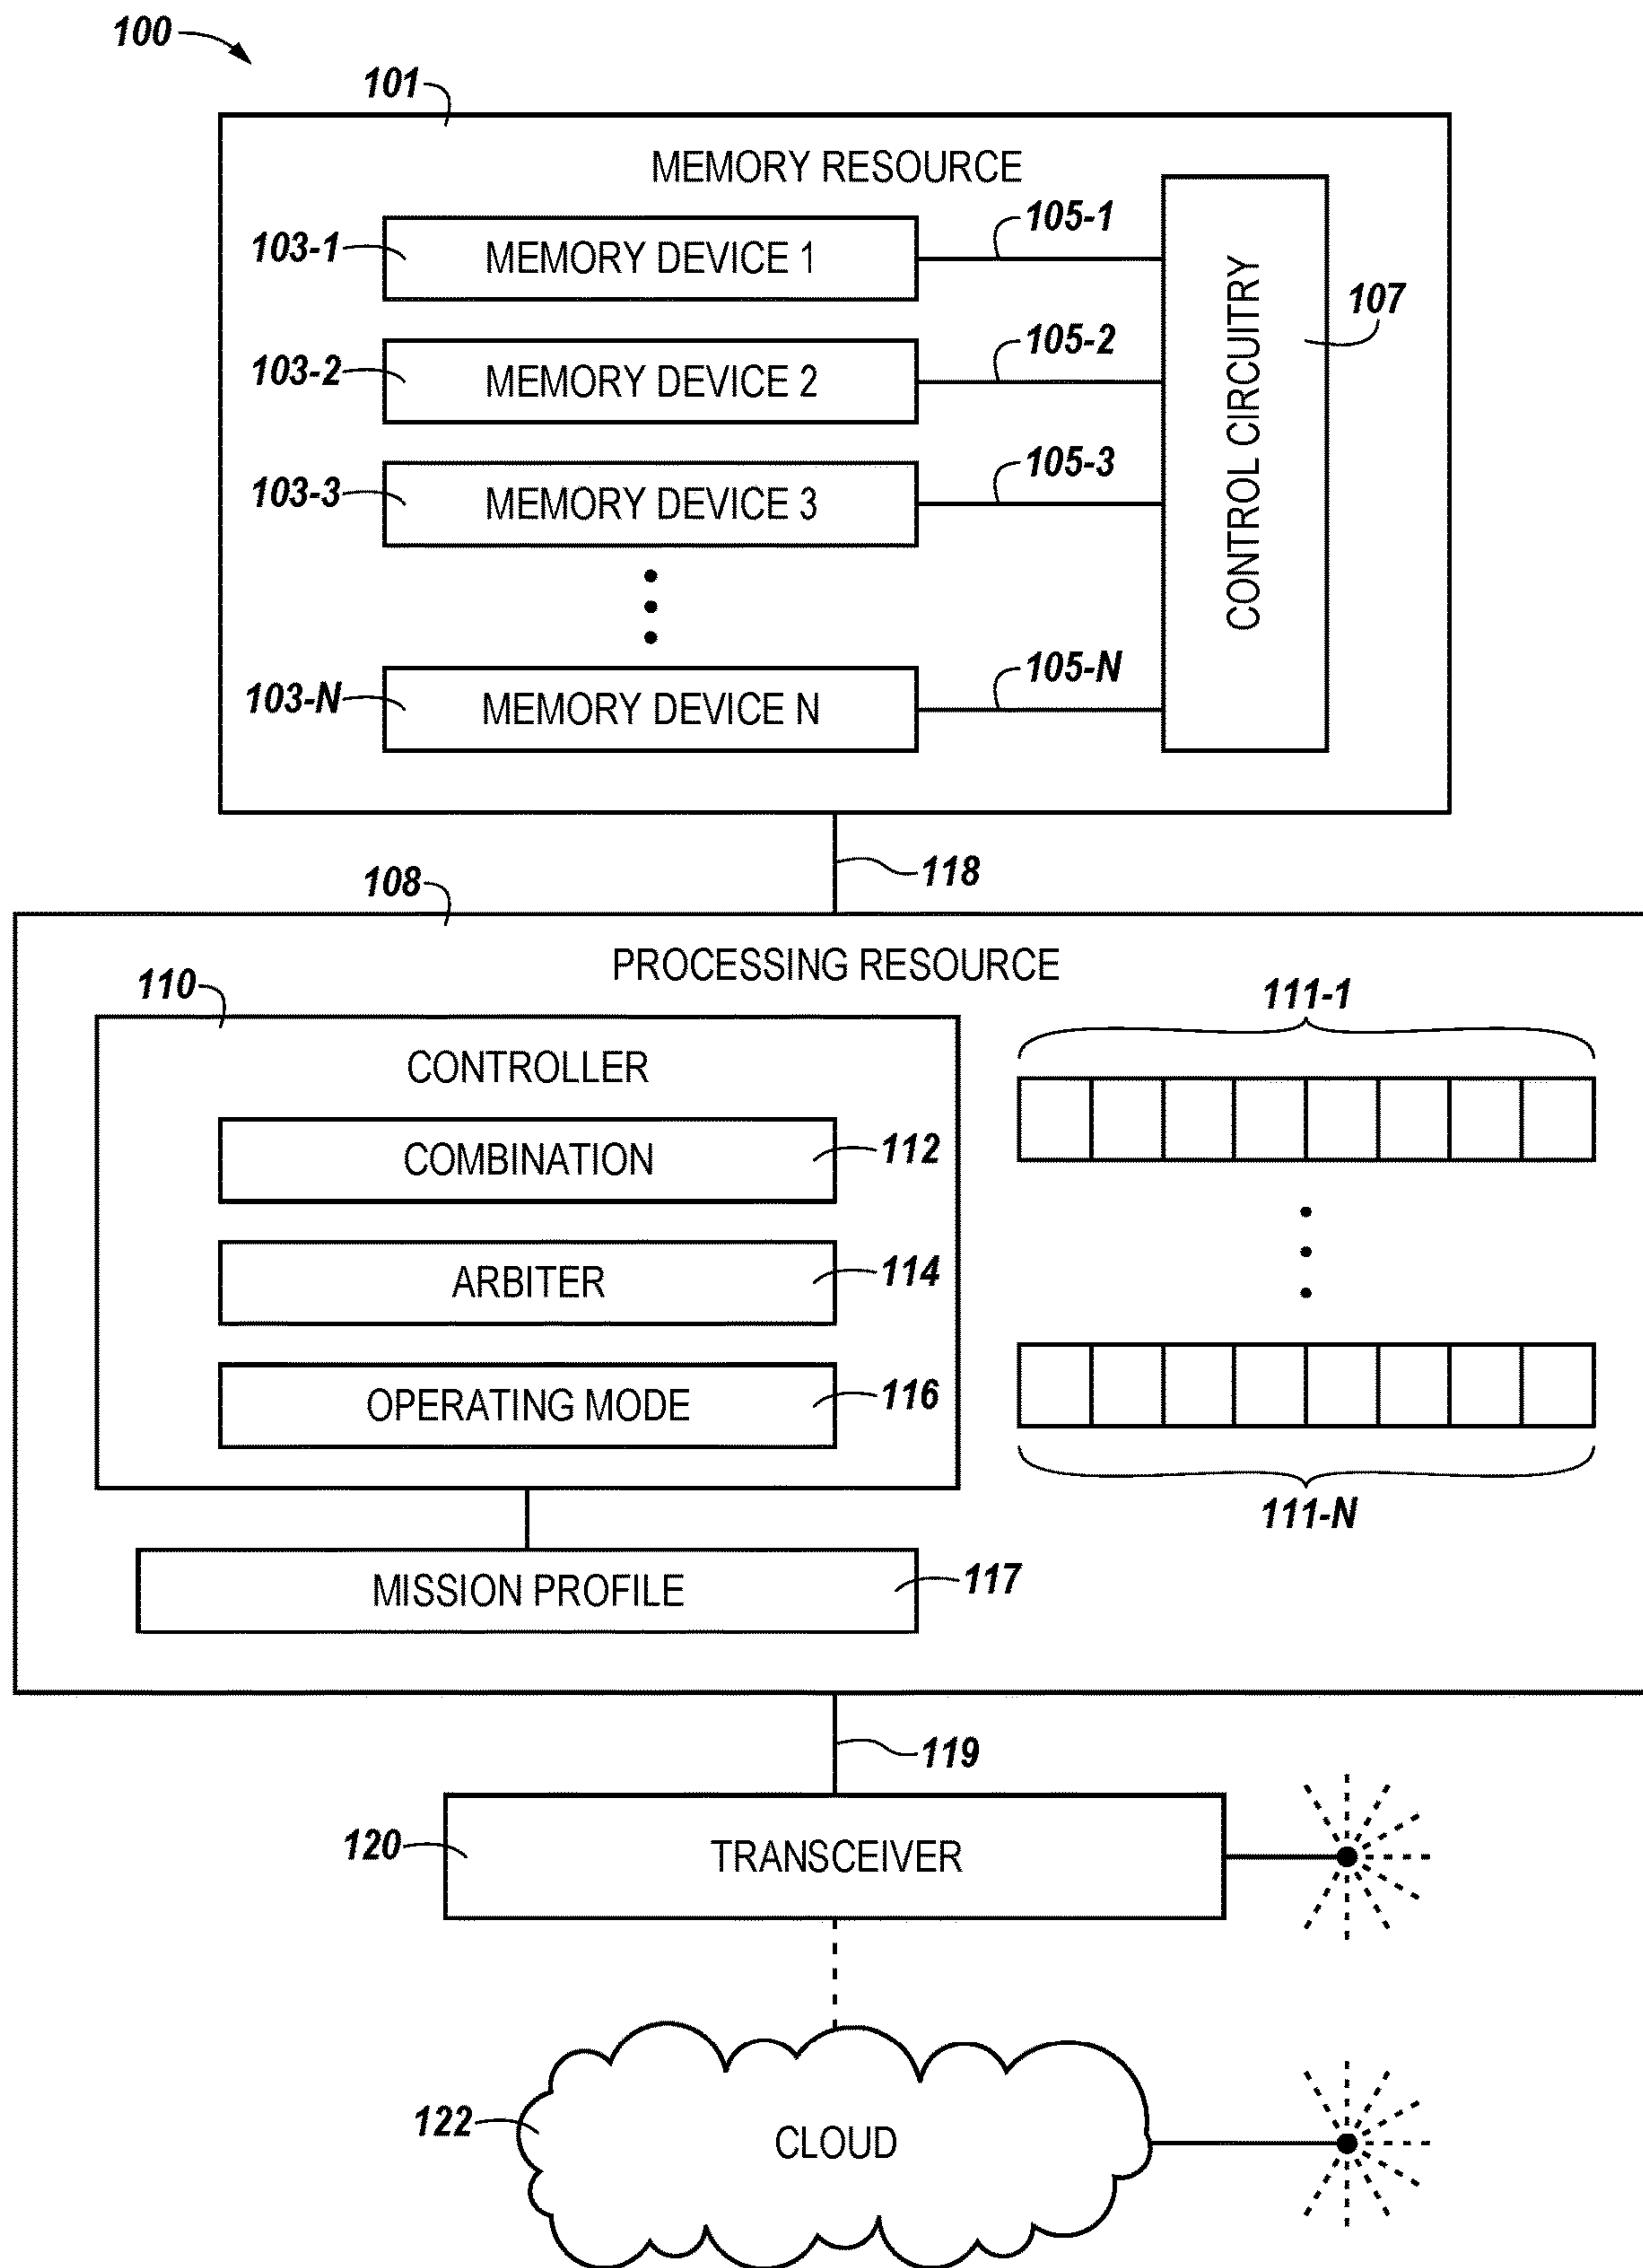 100
101
MEMORY RESOURCE
103-1
MEMORY DEVICE 1
105-1
103-2
MEMORY DEVICE 2
105-2
103-3
MEMORY DEVICE 3
105-3
103-N
MEMORY DEVICE N
105-N
CONTROL CIRCUITRY
107
118
108
PROCESSING RESOURCE
110
CONTROLLER
COMBINATION
112
ARBITER
114
OPERATING MODE
116
111-1
111-N
MISSION PROFILE
117
119
120
TRANSCEIVER
122
CLOUD